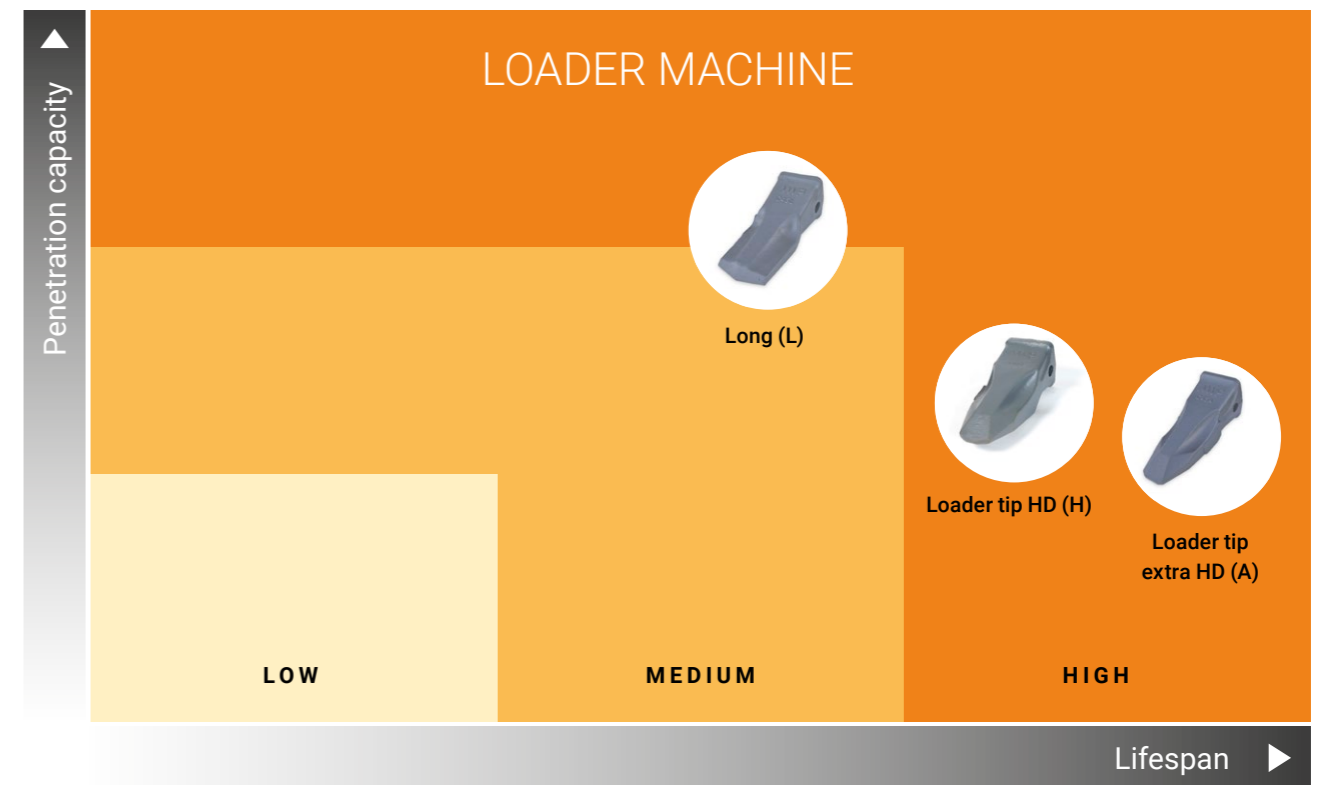 LOADER MACHINE
Penetration capacity
Long (L)
Loader tip HD (H)
Loader tip
extra HD (A)
LOW
MEDIUM
HIGH
Lifespan